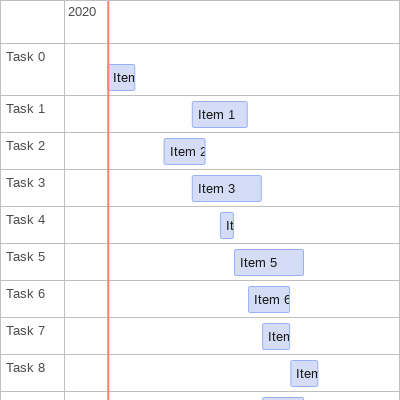 2020
Task 0
Iten
Task 1
Item 1
Task 2
Item 2
Task 3
Item 3
Task 4
It
Task 5
Item 5
Task 6
Item 6
Task 7
Iten
Task 8
Iten